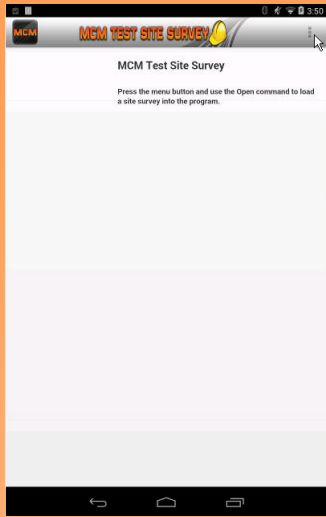 3:50
MCM MCM TEST SITE SURVEY
MCM Test Site Survey
Press the menu button and use the Open command to load
a site survey into the program.